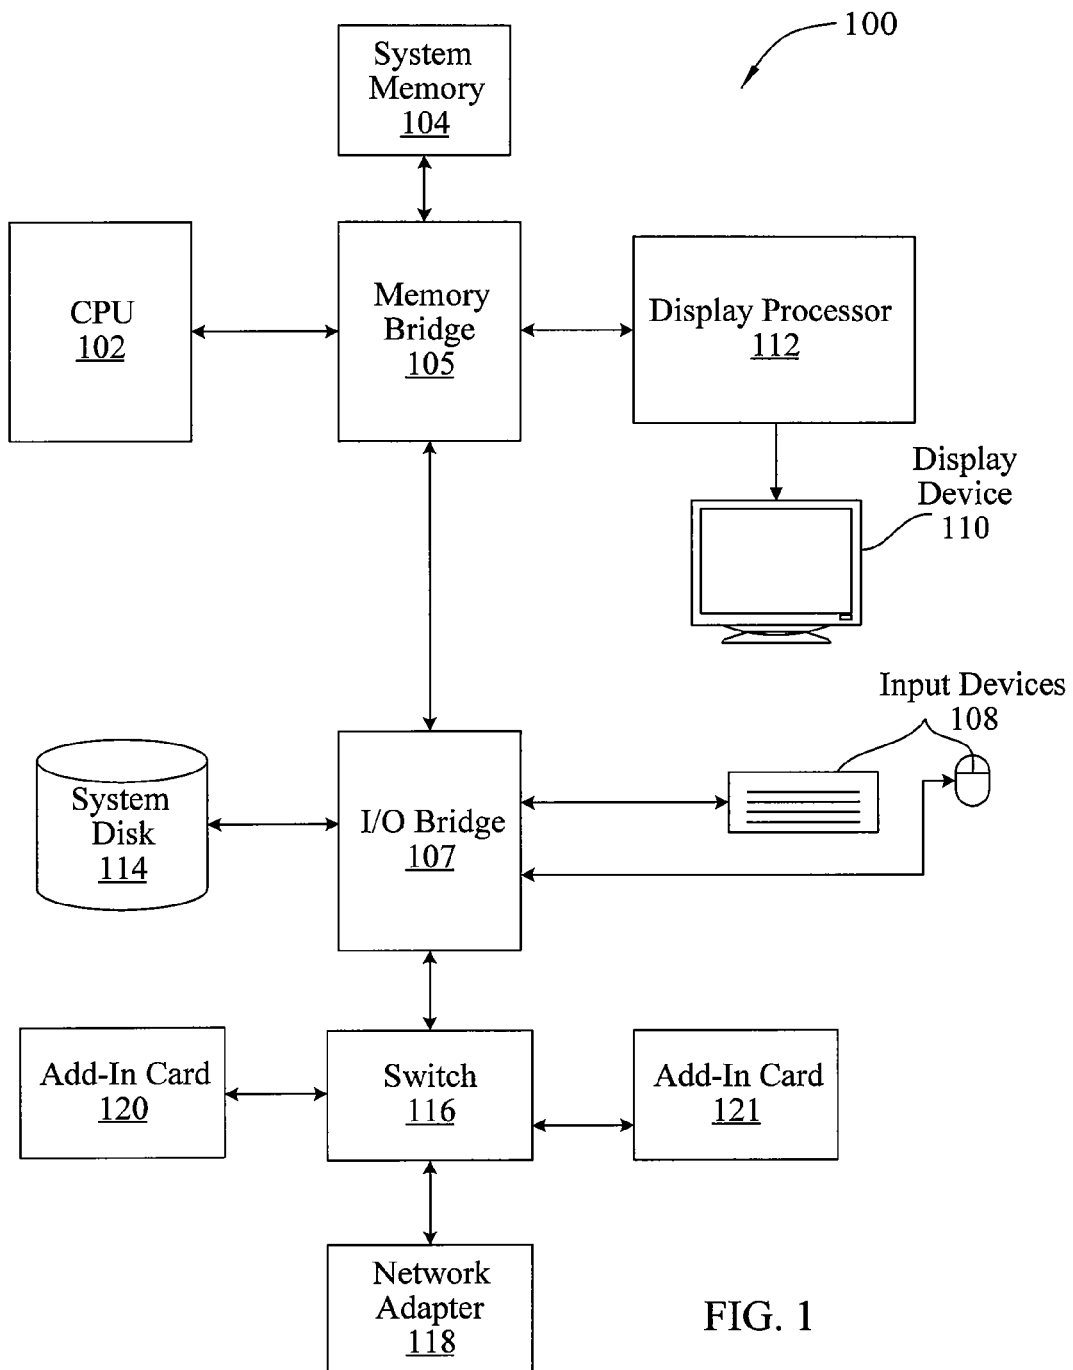 100
System
Memory
104
CPU
102
Memory
Bridge
105
Display Processor
112
Display
Device
110
Input Devices
108
System
Disk
114
I/O Bridge
107
Add-In Card
120
Switch
116
Add-In Card
121
Network
Adapter
118
FIG. 1